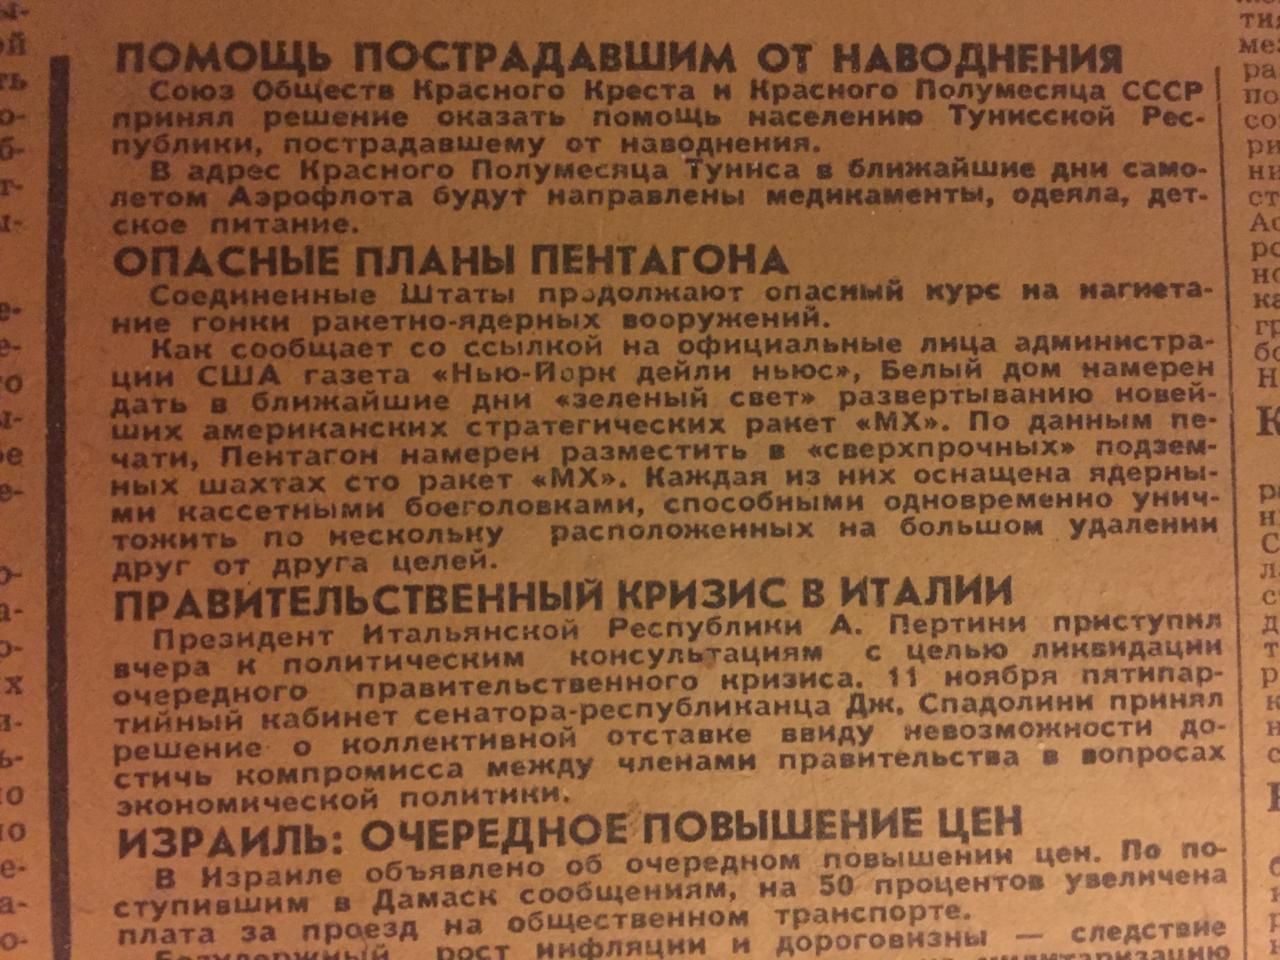 ПОМОЩЬ ПОСТРАДАВШИМ ОТ НАВОДНЕНИЯ
Союз Обществ Красного Креста и Красного Полумесяца СССР
принял решение оказать помощь населению Тунисской Рес-
публики, пострадавшему от наводнения.
В адрес Красного Полумесяца Туниса в ближайшие дни само-
летом Аэрофлота будут направлены медикаменты, одеяла, дет-
ское питание.
ОПАСНЫЕ ПЛАНЫ ПЕНТАГОНА
Соединенные Штаты продолжают опасный курс на нагнета-
ние гонки ракетно-ядерных вооружений.
Как сообщает со ссылкой на официальные лица администра-
ции США газета «Нью-Йорк дейли ньюс», Белый дом намерен
дать в ближайшие дни «зеленый свет» развертыванию новей-
ших американских стратегических ракет «МХ». По данным пе-
чати, Пентагон намерен разместить в «сверхпрочных» подзем-
ных шахтах сто ракет «МХ». Каждая из них оснащена ядерны-
ми кассетными боеголовками, способными одновременно унич-
тожить по нескольку расположенных на большом удалении
друг от друга целей.
ПРАВИТЕЛЬСТВЕННЫЙ КРИЗИС В ИТАЛИИ
Президент Итальянской Республики А. Пертини приступил
вчера к политическим консультациям с целью ликвидации
очередного правительственного кризиса. 11 ноября пятипар-
тийный кабинет сенатора-республиканца Дж. Спадолини принял
решение о коллективной отставке ввиду невозможности до-
стичь компромисса между членами правительства в вопросах
экономической политики.
ИЗРАИЛЬ: ОЧЕРЕДНОЕ ПОВЫШЕНИЕ ЦЕН
В Израиле объявлено об очередном повышении цен. По по-
ступившим в Дамаск сообщениям, на 50 процентов увеличена
плата за проезд на общественном транспорте.
Безудержный рост инфляции и дороговизны — следствие
милитаризацию